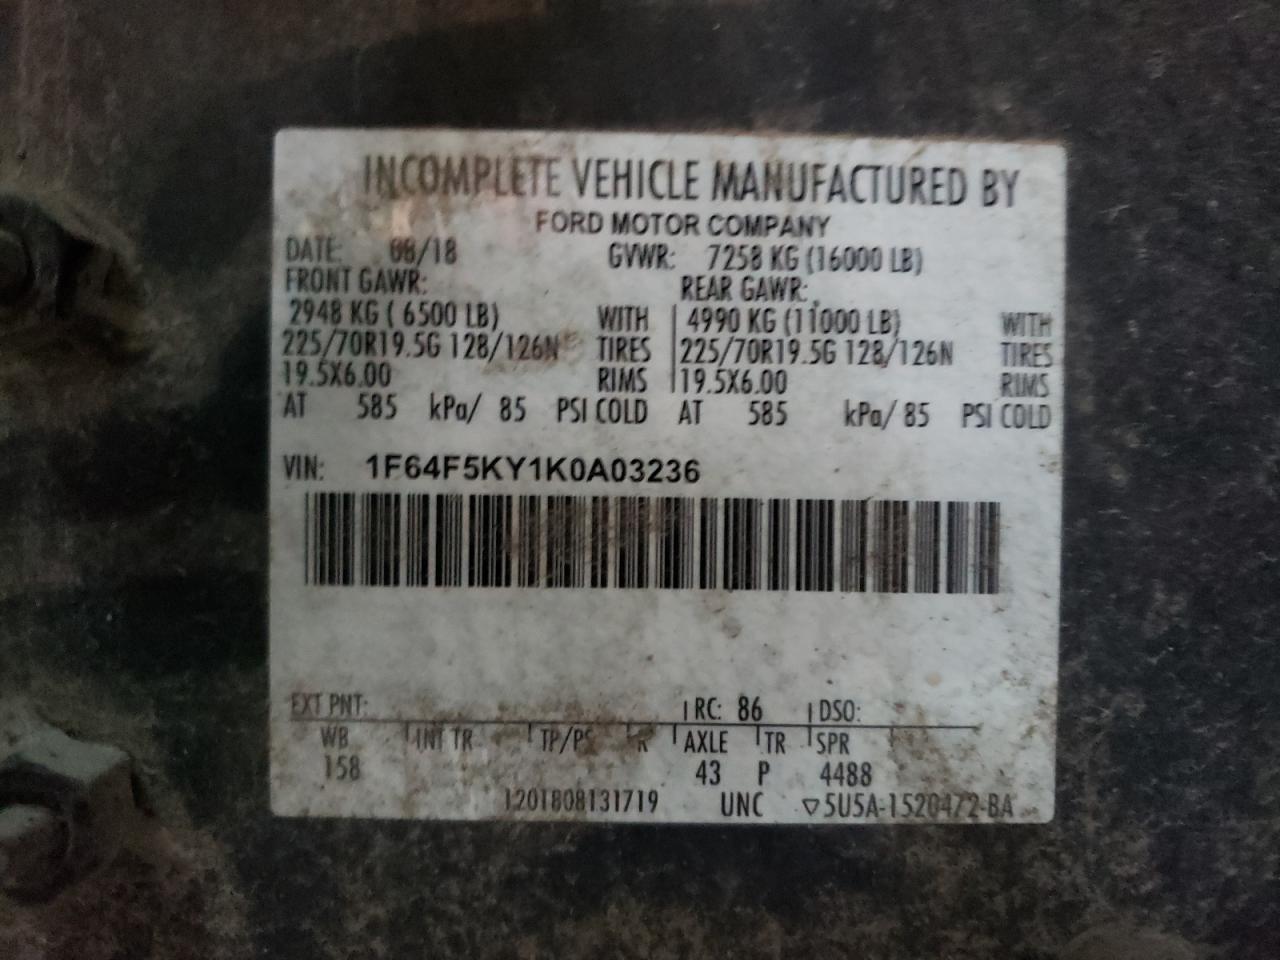 INCOMPLETE VEHICLE MANUFACTURED BY
FORD MOTOR COMPANY
DATE: 08/18 GVWR: 7258 KG (16000 LB)
FRONT GAWR: REAR GAWR:
2948 KG ( 6500 LB) WITH 4990 KG (11000 LB) WITH
225/70R19.5G 128/126N TIRES 225/70R19.5G 128/126N TIRES
19.5X6.00 RIMS 19.5X6.00 RIMS
AT 585 kPa/ 85 PSI COLD AT 585 kPa/ 85 PSI COLD
VIN: 1F64F5KY1K0A03236
EXT PNT: RC: 86 DSO:
WB INT TR TP/PS R AXLE TR SPR
158 43 P 4488
1201808131719 UNC ▽5U5A-1520472-BA